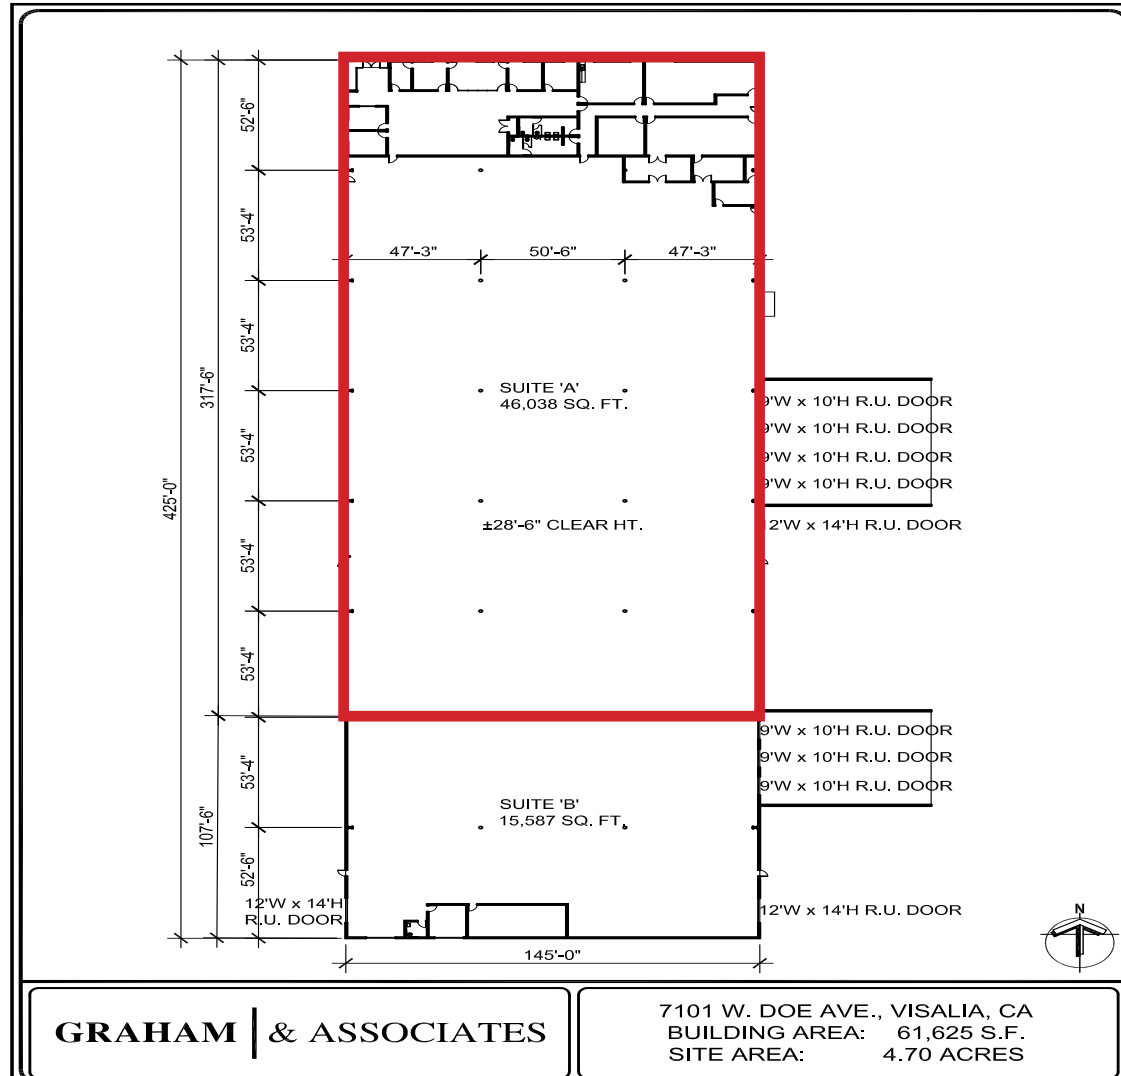 52'-6"
53'-4"
47'-3" 50'-6" 47'-3"
53'-4"
317'-6"
SUITE 'A'
46,038 SQ. FT.
9'W x 10'H R.U. DOOR
9'W x 10'H R.U. DOOR
9'W x 10'H R.U. DOOR
9'W x 10'H R.U. DOOR
53'-4"
425'-0"
±28'-6" CLEAR HT.
12'W x 14'H R.U. DOOR
53'-4"
53'-4"
9'W x 10'H R.U. DOOR
9'W x 10'H R.U. DOOR
9'W x 10'H R.U. DOOR
53'-4"
107'-6"
SUITE 'B'
15,587 SQ. FT.
52'-6"
12'W x 14'H
R.U. DOOR
12'W x 14'H R.U. DOOR
N
145'-0"
GRAHAM & ASSOCIATES
7101 W. DOE AVE., VISALIA, CA
BUILDING AREA: 61,625 S.F.
SITE AREA: 4.70 ACRES